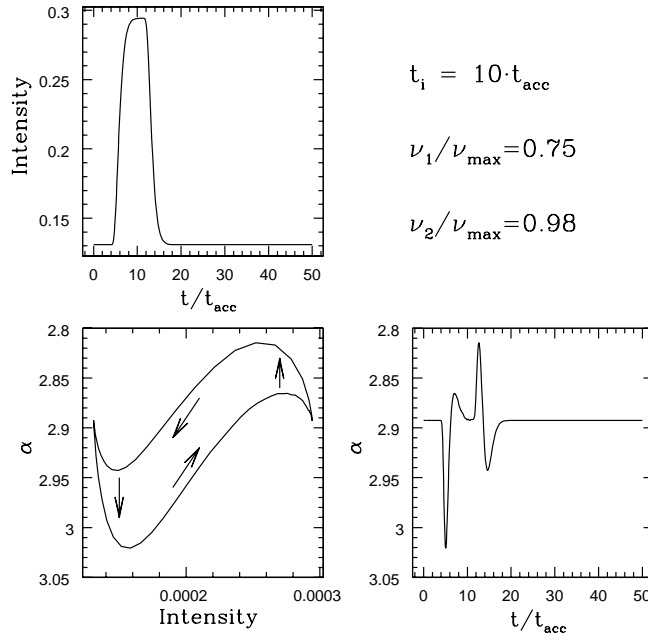 0.3
0.25
0.2
0.15
Intensity
0 10 20 30 40 50
t/t_acc
t_i = 10·t_acc
ν_1/ν_max=0.75
ν_2/ν_max=0.98
2.8
2.85
2.9
2.95
3
3.05
α
0.0002 0.0003
Intensity
2.8
2.85
2.9
2.95
3
3.05
α
0 10 20 30 40 50
t/t_acc